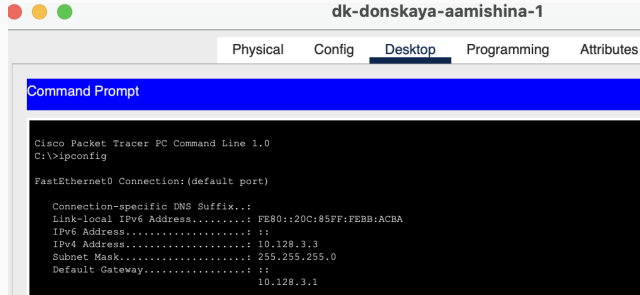 dk-donskaya-aamishina-1
Physical Config Desktop Programming Attributes
Command Prompt
Cisco Packet Tracer PC Command Line 1.0
C:\>ipconfig
FastEthernet0 Connection:(default port)
Connection-specific DNS Suffix..:
Link-local IPv6 Address.........: FE80::20C:85FF:FEBB:ACBA
IPv6 Address....................: ::
IPv4 Address....................: 10.128.3.3
Subnet Mask.....................: 255.255.255.0
Default Gateway.................: ::
10.128.3.1